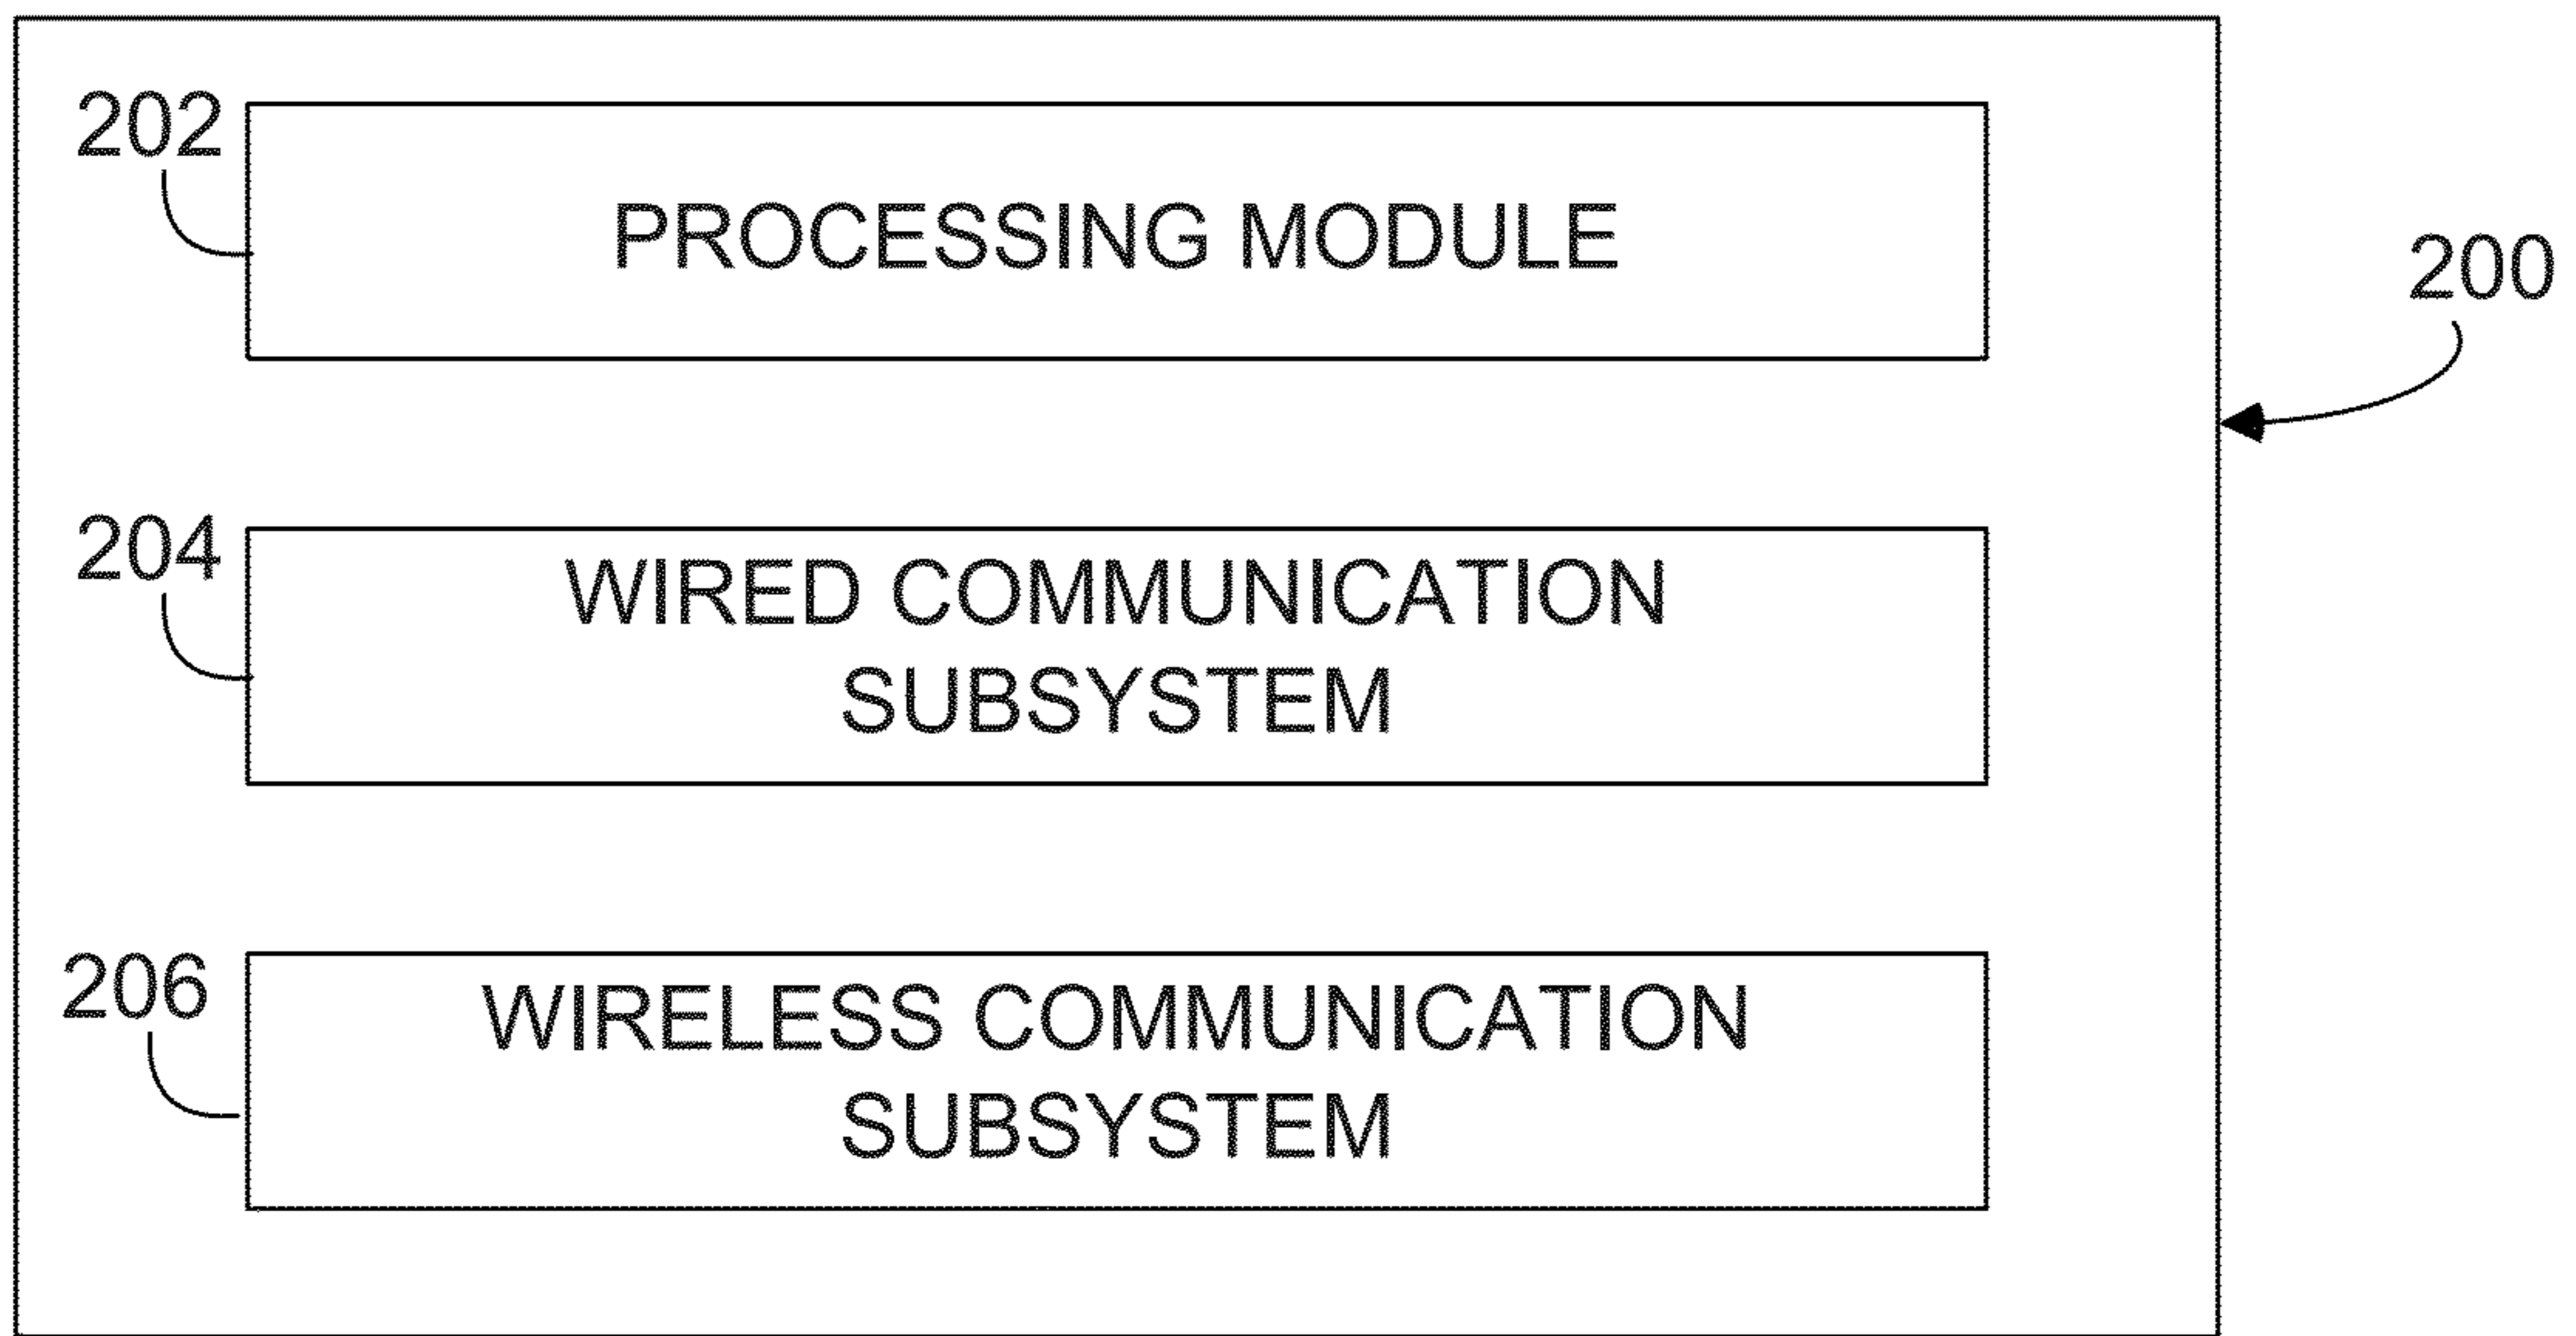 202
PROCESSING MODULE
200
204
WIRED COMMUNICATION
SUBSYSTEM
206
WIRELESS COMMUNICATION
SUBSYSTEM